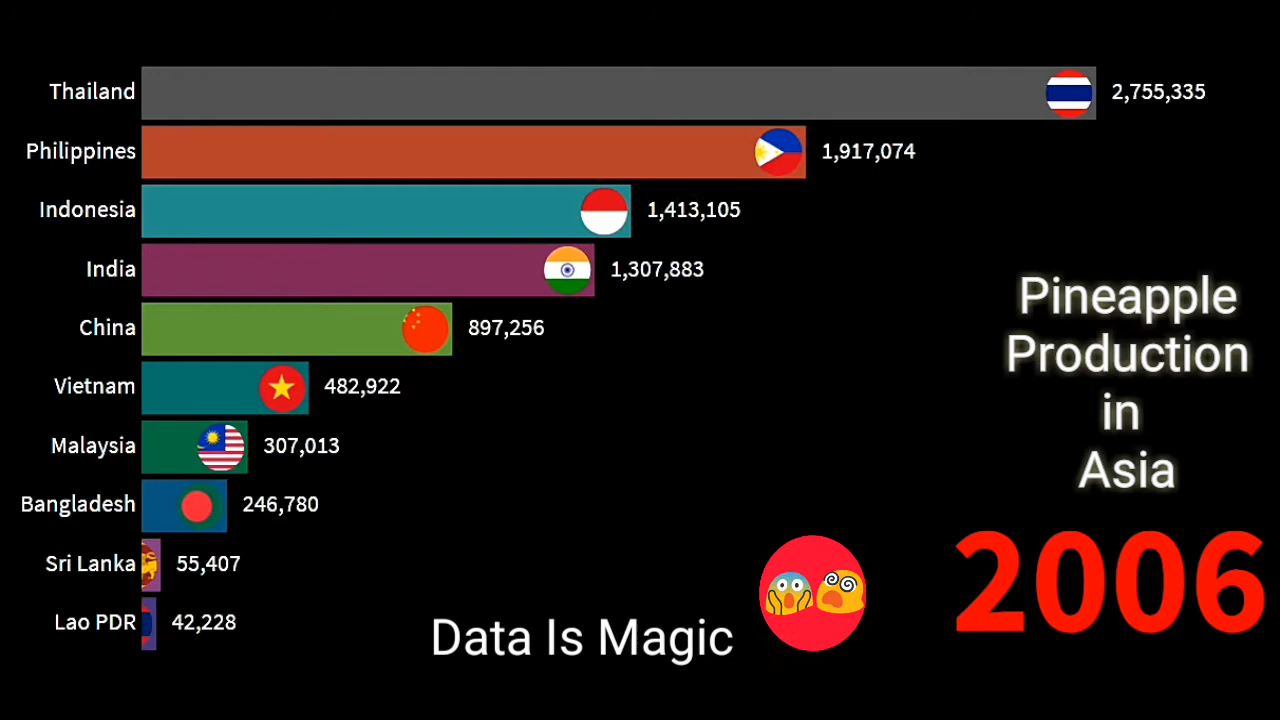 Thailand 2,755,335
Philippines 1,917,074
Indonesia 1,413,105
India 1,307,883
China 897,256
Vietnam 482,922
Malaysia 307,013
Bangladesh 246,780
Sri Lanka 55,407
Lao PDR 42,228
Pineapple
Production
in
Asia
2006
Data Is Magic